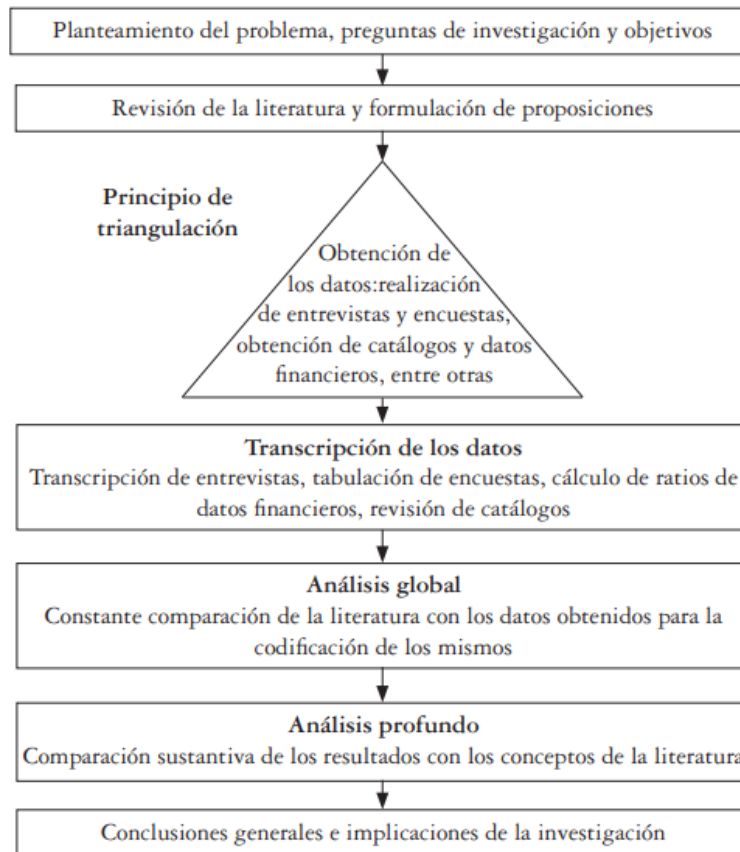 Planteamiento del problema, preguntas de investigación y objetivos
Revisión de la literatura y formulación de proposiciones
Principio de
triangulación
Obtención de
los datos:realización
de entrevistas y encuestas,
obtención de catálogos y datos
financieros, entre otras
Transcripción de los datos
Transcripción de entrevistas, tabulación de encuestas, cálculo de ratios de
datos financieros, revisión de catálogos
Análisis global
Constante comparación de la literatura con los datos obtenidos para la
codificación de los mismos
Análisis profundo
Comparación sustantiva de los resultados con los conceptos de la literatura
Conclusiones generales e implicaciones de la investigación